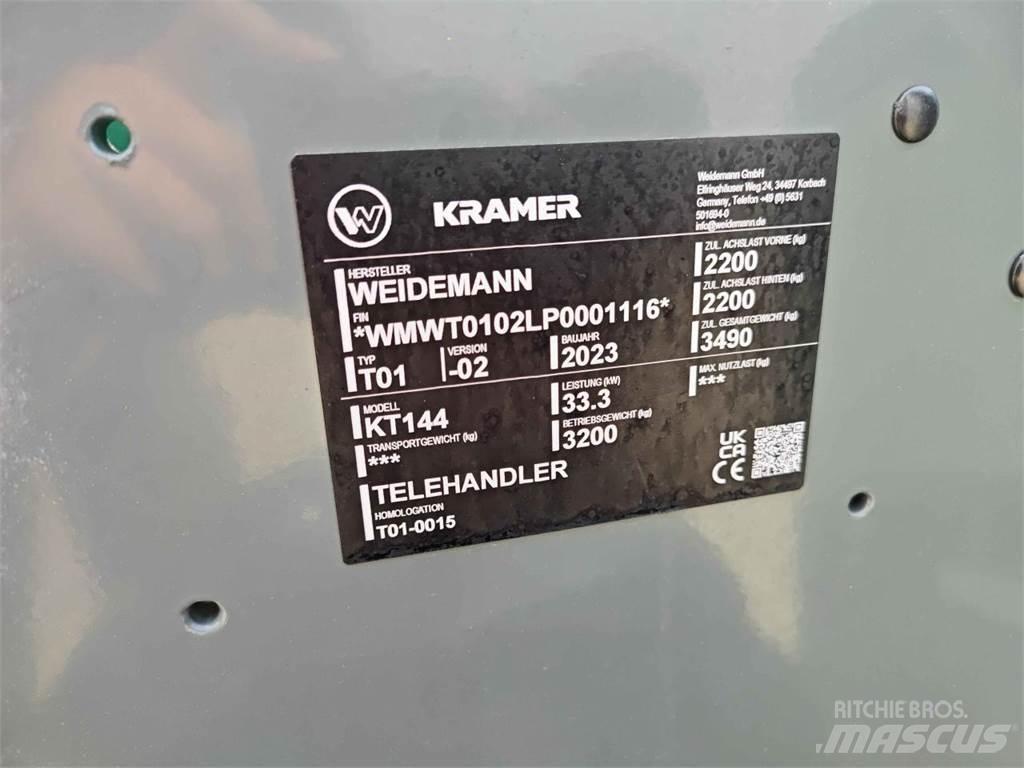 W
KRAMER
Weidemann GmbH
Elfringhäuser Weg 24, 34497 Korbach
Germany, Telefon +49 (0) 5631
501694-0
info@weidemann.de
HERSTELLER
WEIDEMANN
FIN
*WMWT0102LP0001116*
TYP
T01
VERSION
-02
BAUJAHR
2023
ZUL. ACHSLAST VORNE (kg)
2200
ZUL. ACHSLAST HINTEN (kg)
2200
ZUL. GESAMTGEWICHT (kg)
3490
MODELL
KT144
LEISTUNG (kW)
33.3
MAX. NUTZLAST (kg)
***
TRANSPORTGEWICHT (kg)
***
BETRIEBSGEWICHT (kg)
3200
TELEHANDLER
HOMOLOGATION
T01-0015
UK
CA
CE
RITCHIE BROS.
MASCUS